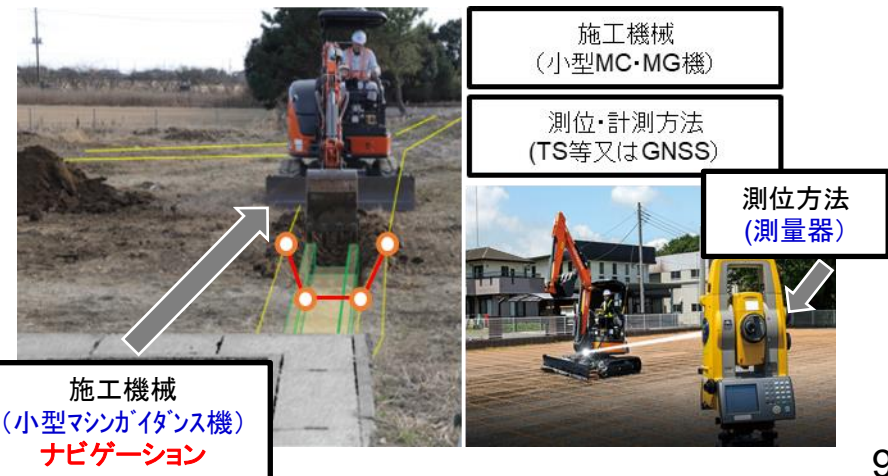 施工機械
（小型MC・MG機）
測位・計測方法
(TS等又はGNSS)
測位方法
(測量器)
施工機械
（小型ﾏｼﾝｶﾞｲﾀﾞﾝｽ機）
ナビゲーション
9